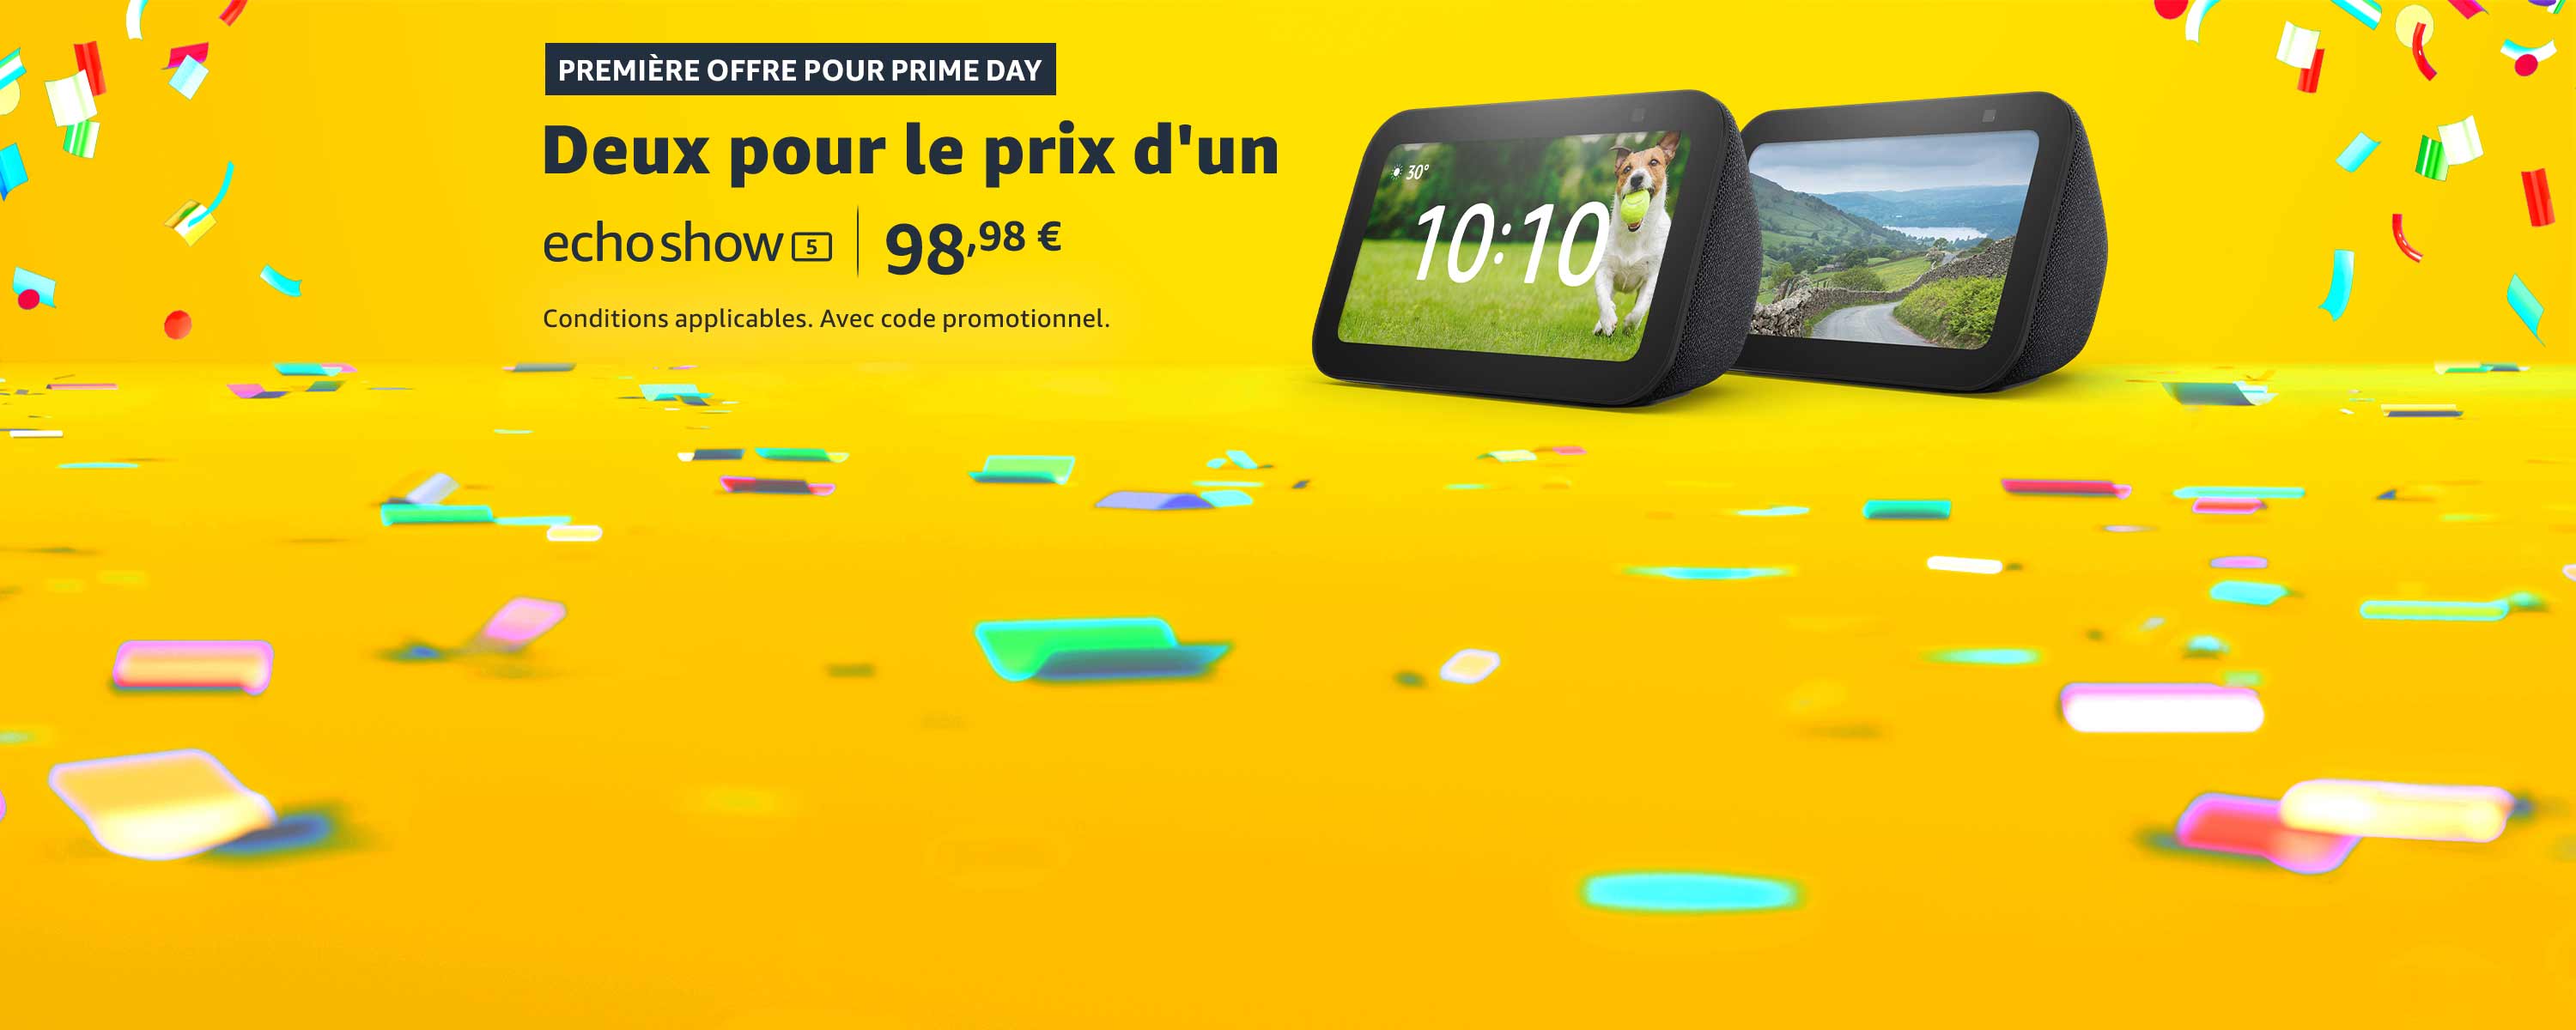 PREMIÈRE OFFRE POUR PRIME DAY
Deux pour le prix d'un
echo show 5
98,98 €
Conditions applicables. Avec code promotionnel.
30°
10:10